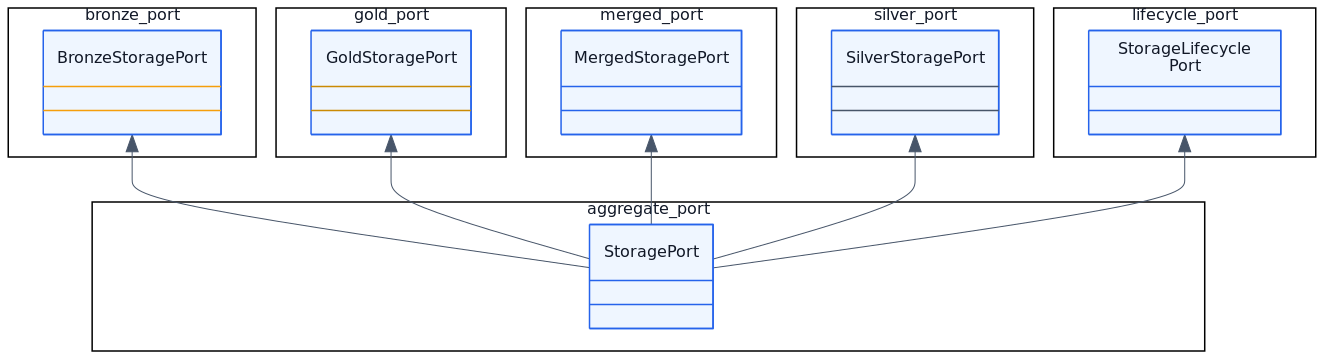 bronze_port
gold_port
merged_port
silver_port
lifecycle_port
BronzeStoragePort
GoldStoragePort
MergedStoragePort
SilverStoragePort
StorageLifecycle
Port
aggregate_port
StoragePort